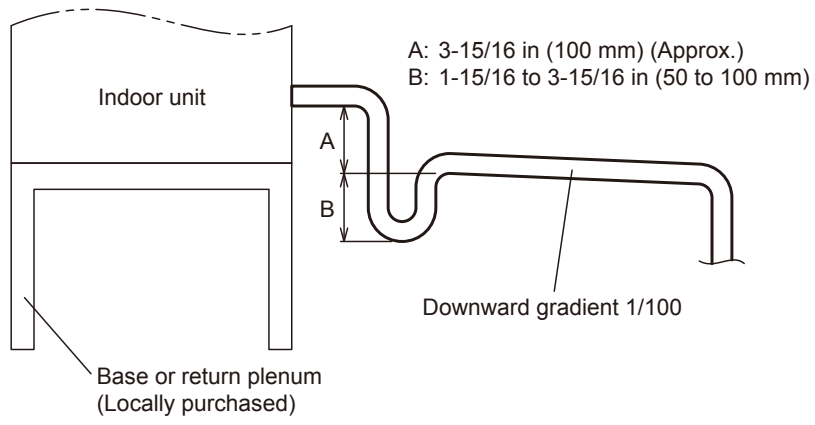 A: 3-15/16 in (100 mm) (Approx.)
B: 1-15/16 to 3-15/16 in (50 to 100 mm)
Indoor unit
A
B
Downward gradient 1/100
Base or return plenum
(Locally purchased)